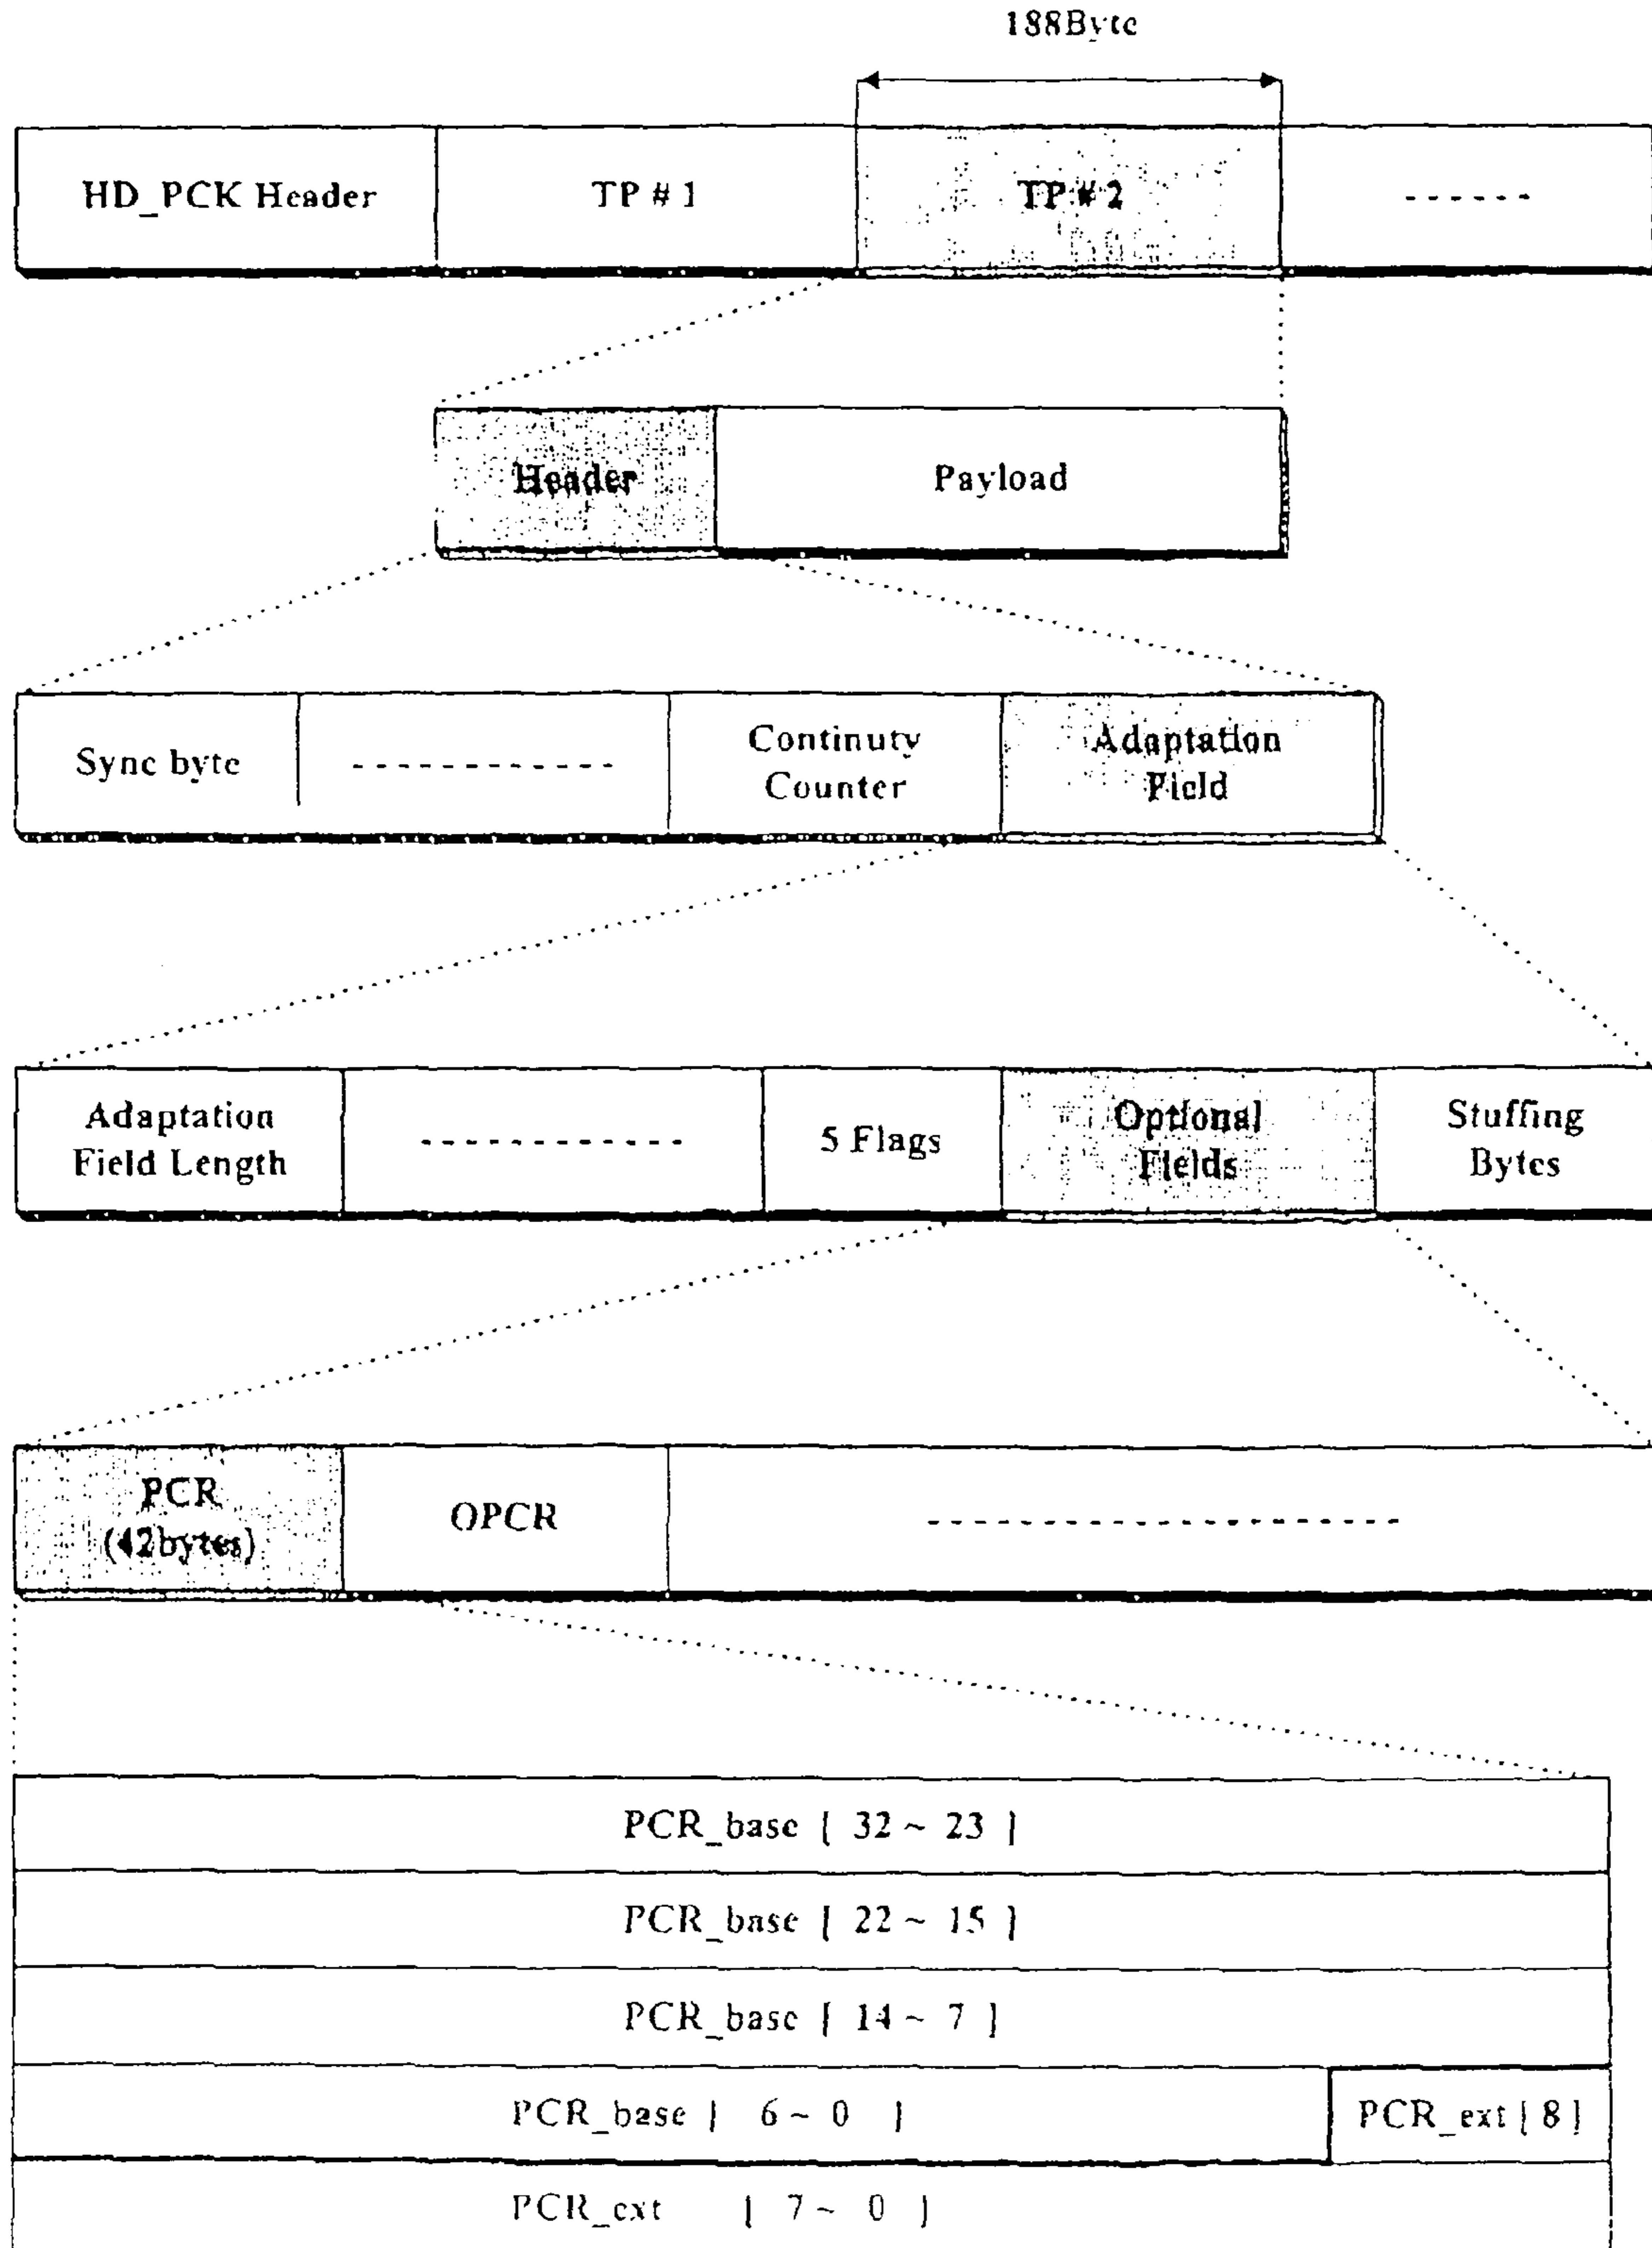 188Byte
HD_PCK Header
TP # 1
TP # 2
Header
Payload
Sync byte
Continuty
Counter
Adaptation
Field
Adaptation
Field Length
5 Flags
Optional
Fields
Stuffing
Bytes
PCR
(42bytes)
OPCR
PCR_base [ 32 ~ 23 ]
PCR_base [ 22 ~ 15 ]
PCR_base [ 14 ~ 7 ]
PCR_base [ 6 ~ 0 ]
PCR_ext [ 8 ]
PCR_ext [ 7 ~ 0 ]